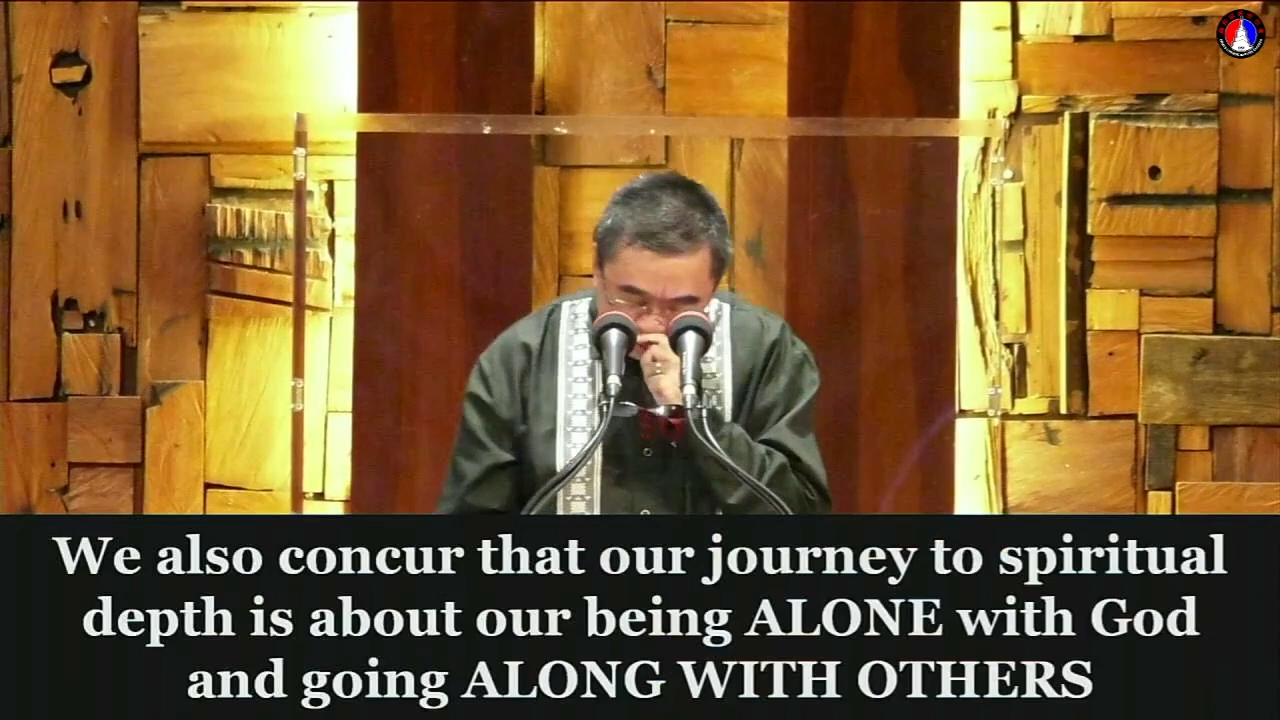 We also concur that our journey to spiritual
depth is about our being ALONE with God
and going ALONG WITH OTHERS